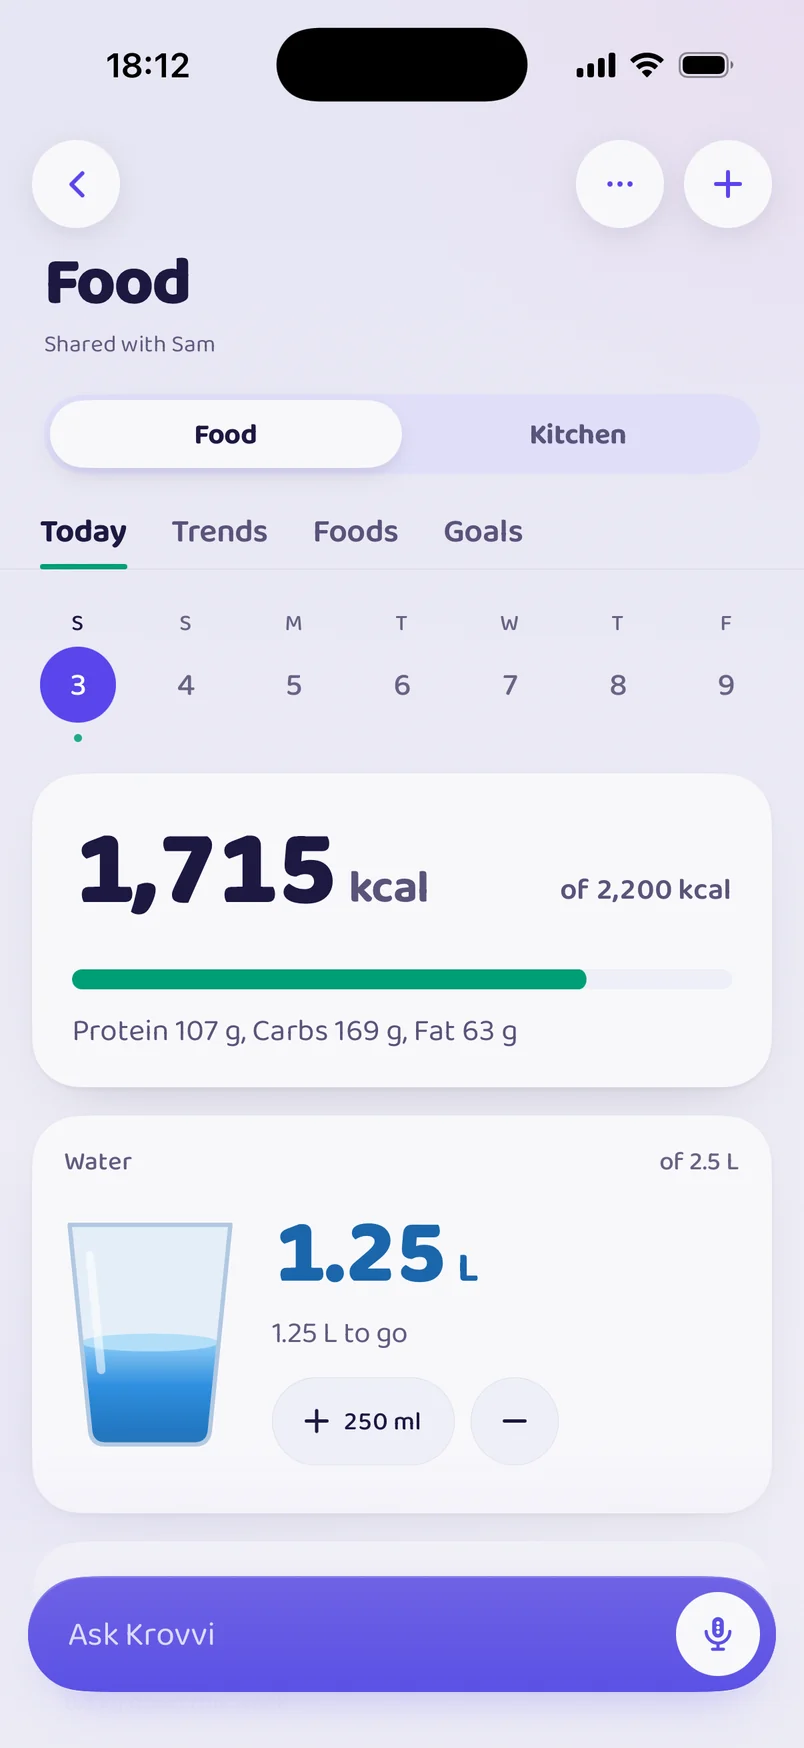 18:12
Food
Shared with Sam
Food Kitchen
Today Trends Foods Goals
S S M T W T F
3 4 5 6 7 8 9
1,715 kcal of 2,200 kcal
Protein 107 g, Carbs 169 g, Fat 63 g
Water of 2.5 L
1.25 L
1.25 L to go
+ 250 ml −
Ask Krovvi